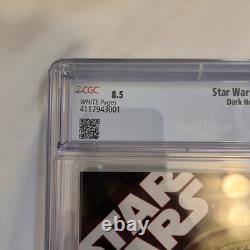 CGC 8.5
WHITE Pages
4117943001
Star Wars
Dark Ho
STAR
WARS